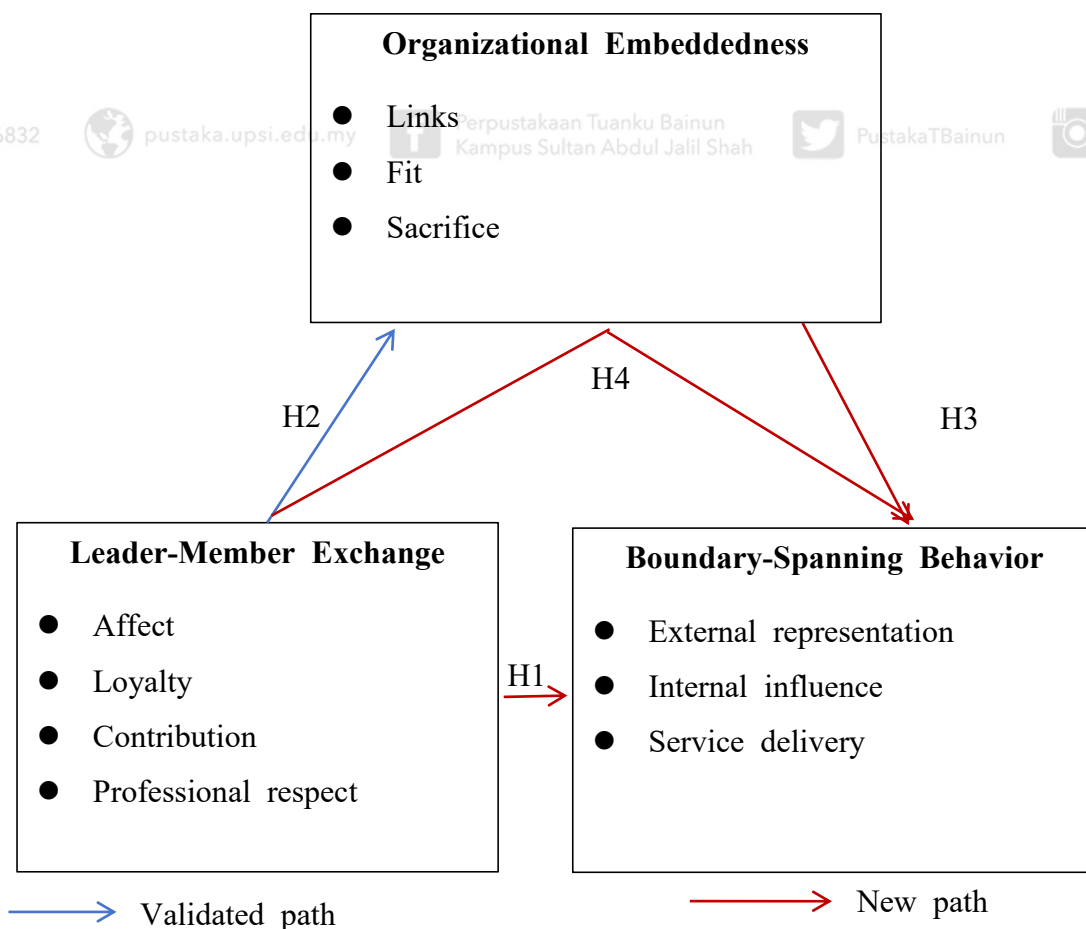 Organizational Embeddedness
● Links
● Fit
● Sacrifice
6832
pustaka.upsi.edu.my
Perpustakaan Tuanku Bainun
Kampus Sultan Abdul Jalil Shah
PustakaTBainun
H2
H4
H3
Leader-Member Exchange
● Affect
● Loyalty
● Contribution
● Professional respect
H1
Boundary-Spanning Behavior
● External representation
● Internal influence
● Service delivery
Validated path
New path